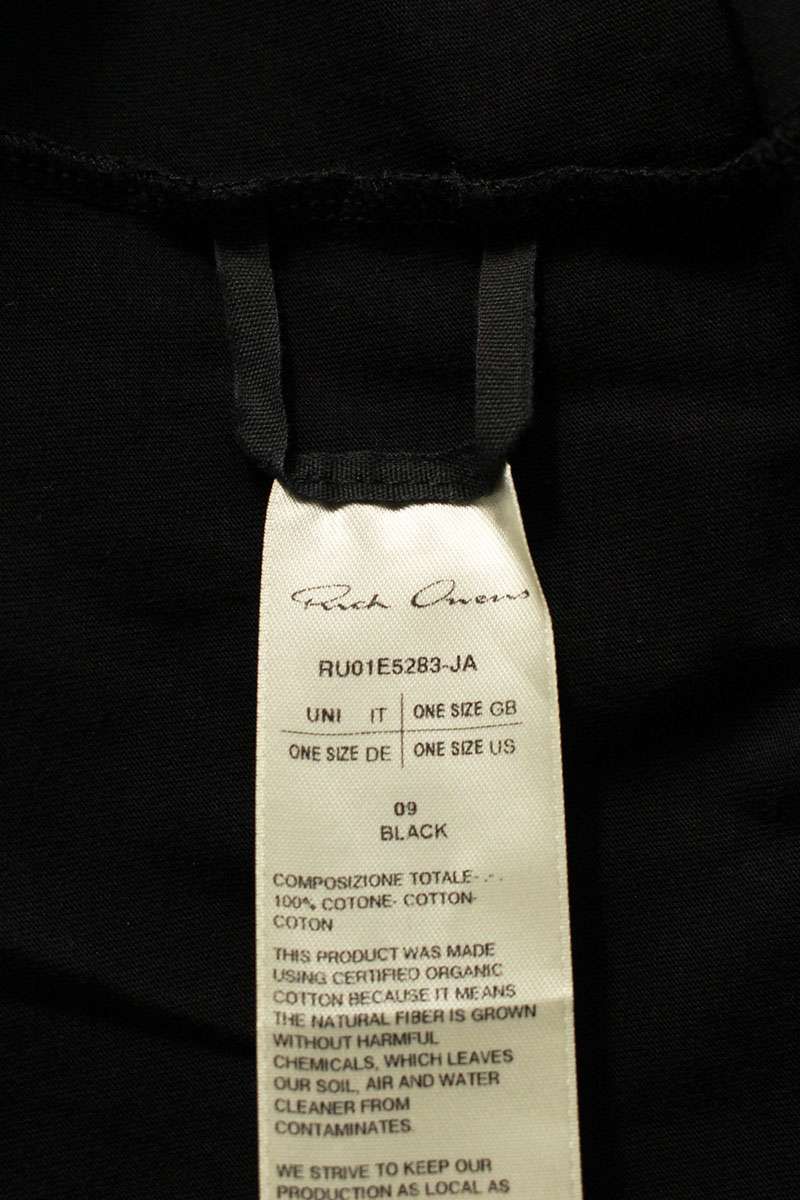 Rick Owens
RU01E5283-JA
UNI IT ONE SIZE GB
ONE SIZE DE ONE SIZE US
09
BLACK
COMPOSIZIONE TOTALE- .- .
100% COTONE- COTTON-
COTON
THIS PRODUCT WAS MADE
USING CERTIFIED ORGANIC
COTTON BECAUSE IT MEANS
THE NATURAL FIBER IS GROWN
WITHOUT HARMFUL
CHEMICALS, WHICH LEAVES
OUR SOIL, AIR AND WATER
CLEANER FROM
CONTAMINATES
WE STRIVE TO KEEP OUR
PRODUCTION AS LOCAL AS